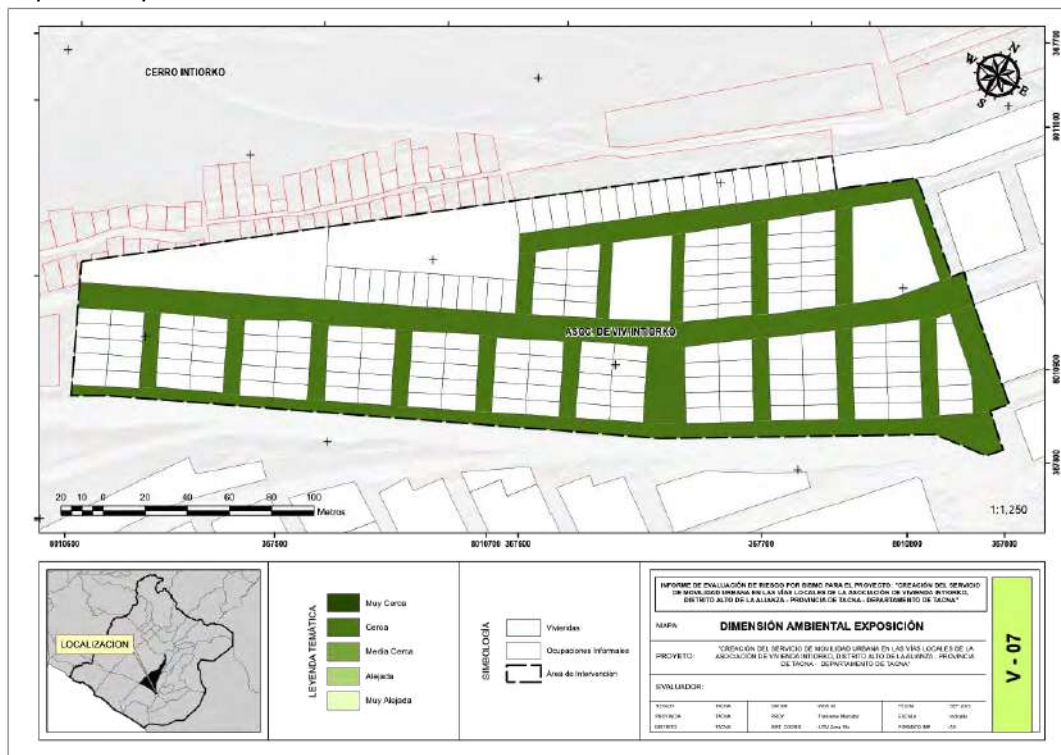 CERRO INTIORKO
N
E
S
W
367700
8011100
8010900
367800
ASOC. DE VIV. INTIORKO
20 10 0 20 40 60 80 100
Metros
1:1,250
8010600
367500
8010700
367600
367700
8010800
367800
LOCALIZACION
LEYENDA TEMÁTICA
Muy Cerca
Cerca
Media Cerca
Alejada
Muy Alejada
SIMBOLOGÍA
Viviendas
Ocupaciones Informales
Área de Intervención
INFORME DE EVALUACIÓN DE RIESGO POR SISMO PARA EL PROYECTO: "CREACIÓN DEL SERVICIO
DE MOVILIDAD URBANA EN LAS VÍAS LOCALES DE LA ASOCIACIÓN DE VIVIENDA INTIORKO,
DISTRITO ALTO DE LA ALIANZA - PROVINCIA DE TACNA - DEPARTAMENTO DE TACNA"
MAPA:
DIMENSIÓN AMBIENTAL EXPOSICIÓN
PROYETO:
"CREACIÓN DEL SERVICIO DE MOVILIDAD URBANA EN LAS VÍAS LOCALES DE LA
ASOCIACIÓN DE VIVIENDA INTIORKO, DISTRITO ALTO DE LA ALIANZA - PROVINCIA
DE TACNA - DEPARTAMENTO DE TACNA"
EVALUADOR:
PROVINCIA
TACNA
ESCALA
V - 07